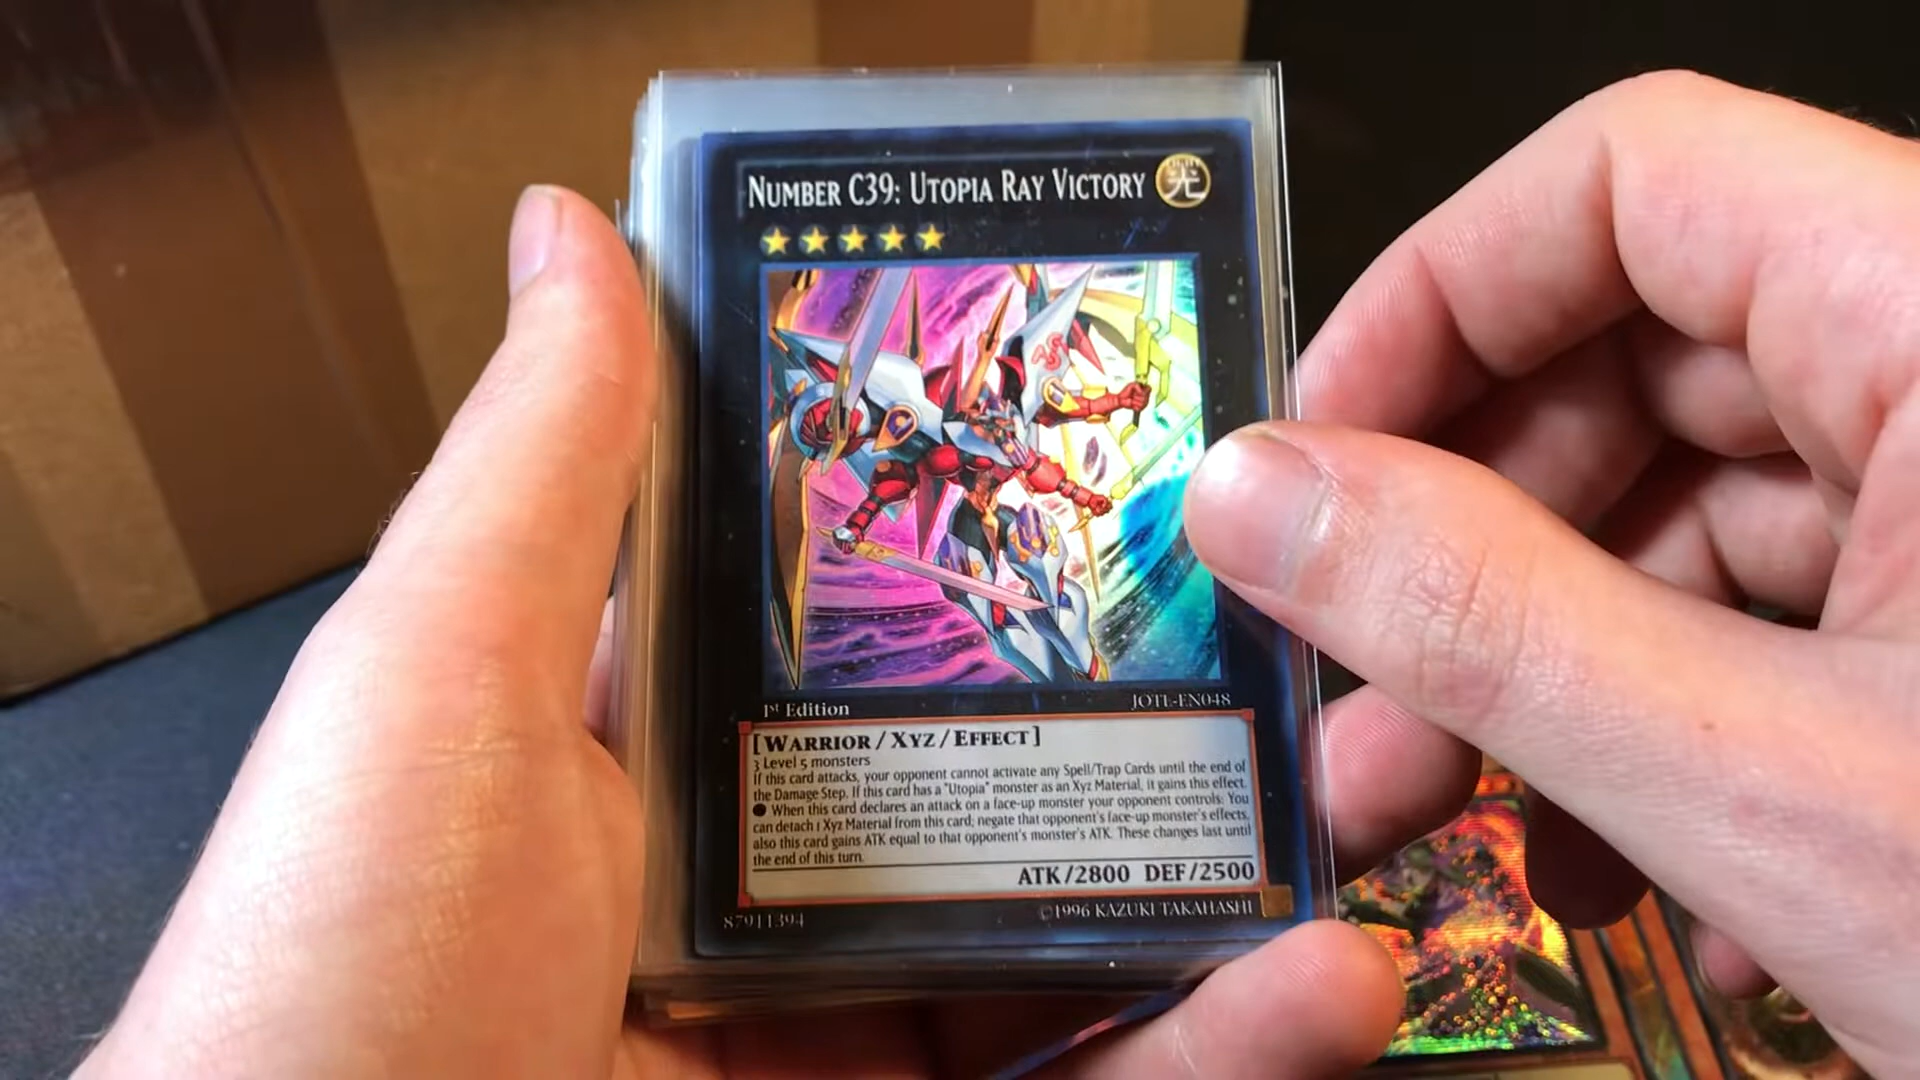 NUMBER C39: UTOPIA RAY VICTORY
LIGHT
光
39
JOTL-EN048
1st Edition
[WARRIOR/XYZ/EFFECT]
3 Level 5 monsters
If this card attacks, your opponent cannot activate any Spell/Trap Cards until the end of
the Damage Step. If this card has a "Utopia" monster as an Xyz Material, it gains this effect.
● When this card declares an attack on a face-up monster your opponent controls: You
can detach 1 Xyz Material from this card; negate that opponent's face-up monster's effects,
also this card gains ATK equal to that opponent's monster's ATK. These changes last until
the end of this turn.
ATK/2800 DEF/2500
87911394
©1996 KAZUKI TAKAHASHI